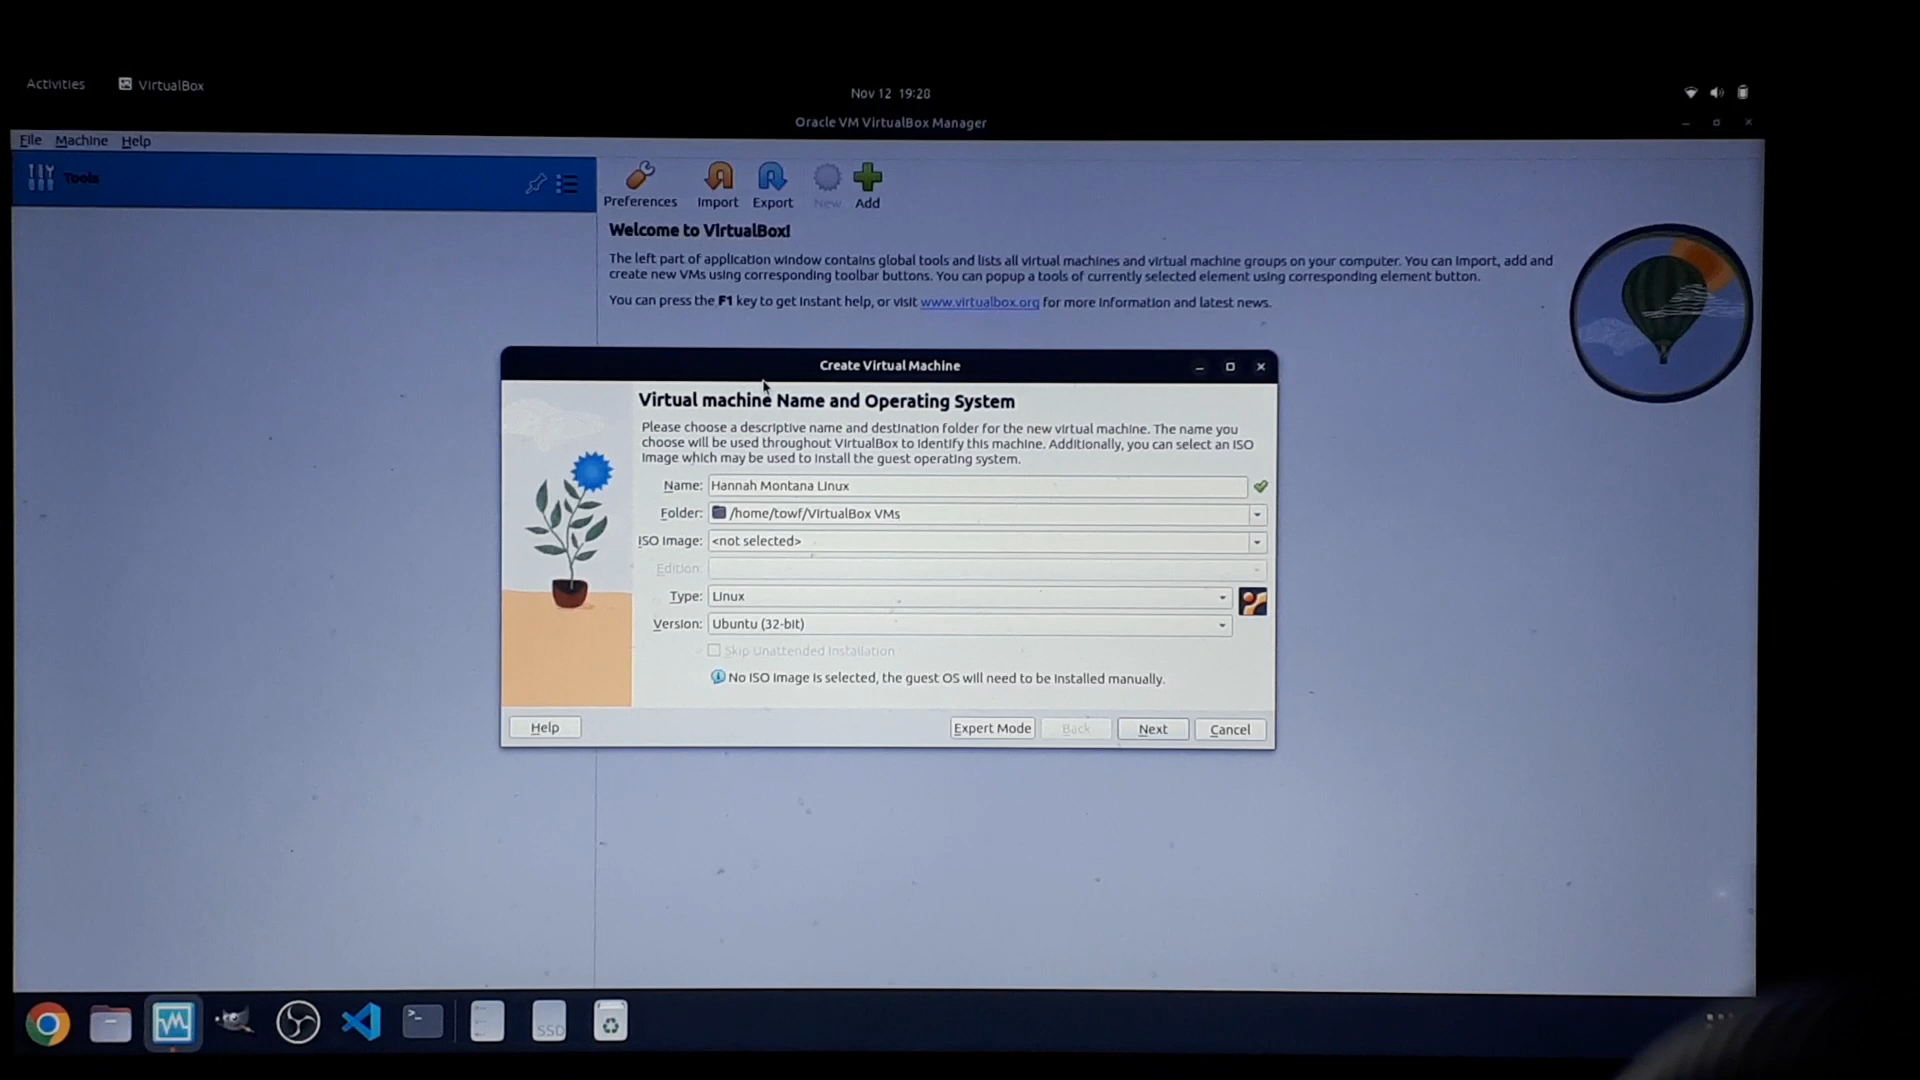 Activities
VirtualBox
Nov 12 19:28
Oracle VM VirtualBox Manager
File Machine Help
Tools
Preferences Import Export New Add
Welcome to VirtualBox!
The left part of application window contains global tools and lists all virtual machines and virtual machine groups on your computer. You can import, add and
create new VMs using corresponding toolbar buttons. You can popup a tools of currently selected element using corresponding element button.
You can press the F1 key to get instant help, or visit www.virtualbox.org for more information and latest news.
Create Virtual Machine
Virtual machine Name and Operating System
Please choose a descriptive name and destination folder for the new virtual machine. The name you
choose will be used throughout VirtualBox to identify this machine. Additionally, you can select an ISO
image which may be used to install the guest operating system.
Name: Hannah Montana Linux
Folder: /home/towf/VirtualBox VMs
ISO Image: <not selected>
Edition:
Type: Linux
Version: Ubuntu (32-bit)
Skip Unattended Installation
No ISO image is selected, the guest OS will need to be installed manually.
Help Expert Mode Back Next Cancel
SSD